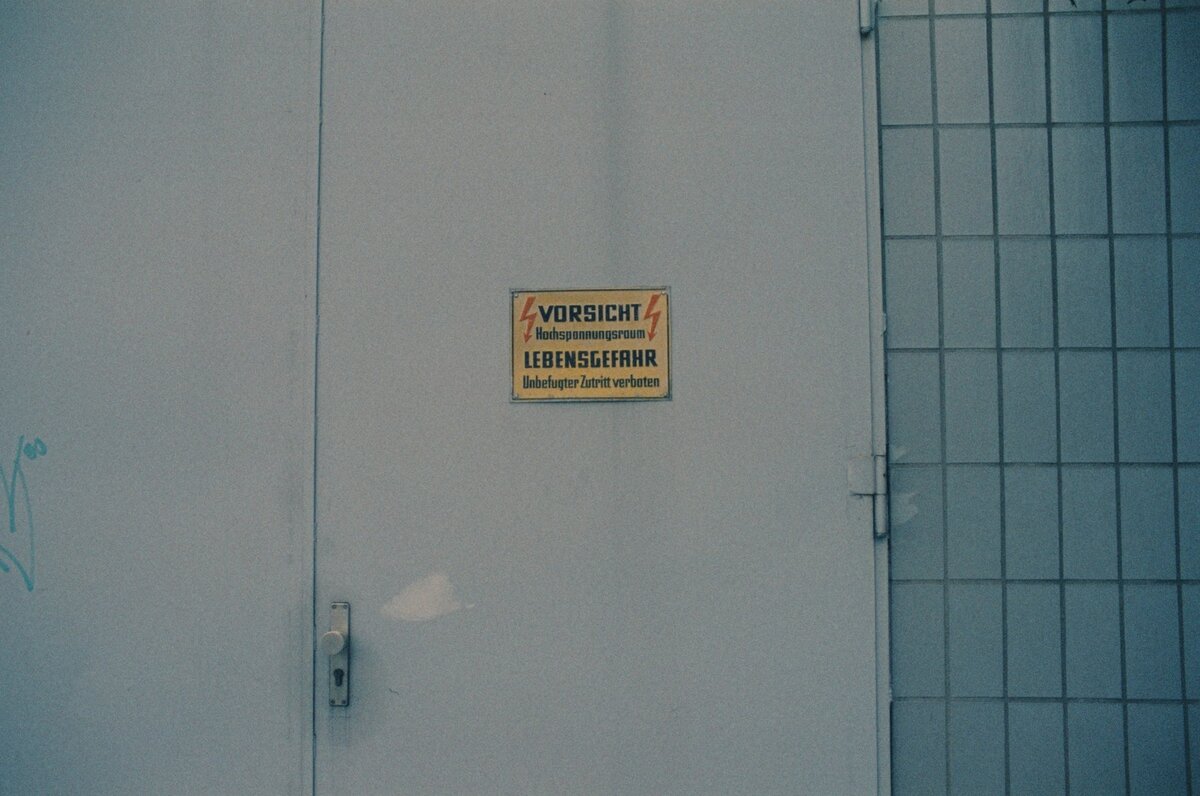 VORSICHT
Hochspannungsraum
LEBENSGEFAHR
Unbefugter Zutritt verboten